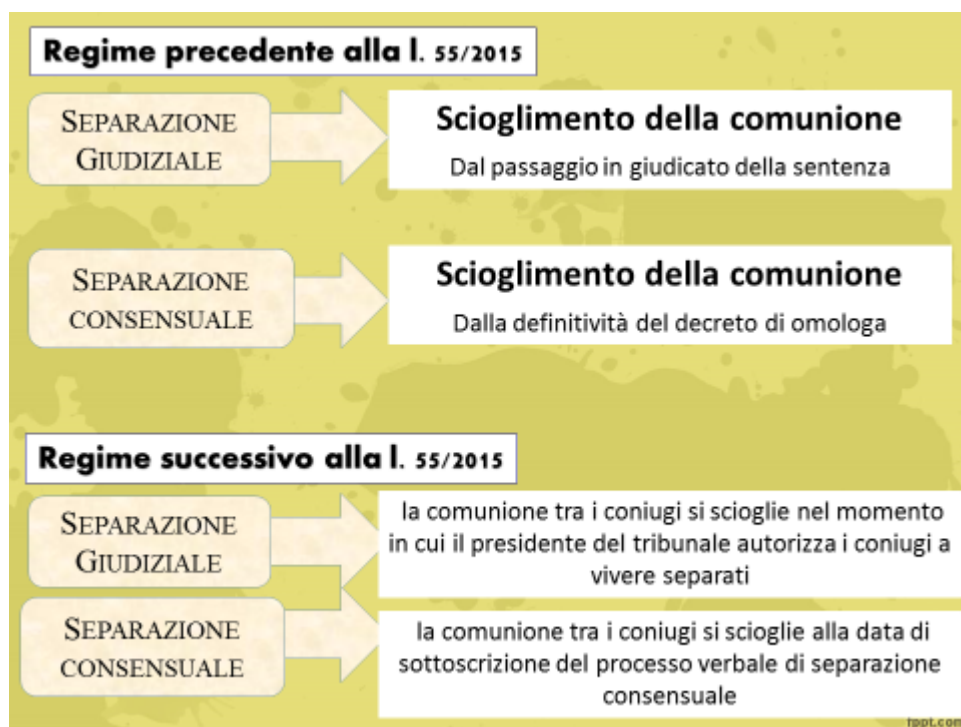 Regime precedente alla l. 55/2015
SEPARAZIONE
GIUDIZIALE
Scioglimento della comunione
Dal passaggio in giudicato della sentenza
SEPARAZIONE
CONSENSUALE
Scioglimento della comunione
Dalla definitività del decreto di omologa
Regime successivo alla l. 55/2015
SEPARAZIONE
GIUDIZIALE
la comunione tra i coniugi si scioglie nel momento
in cui il presidente del tribunale autorizza i coniugi a
vivere separati
SEPARAZIONE
CONSENSUALE
la comunione tra i coniugi si scioglie alla data di
sottoscrizione del processo verbale di separazione
consensuale
fppt.com